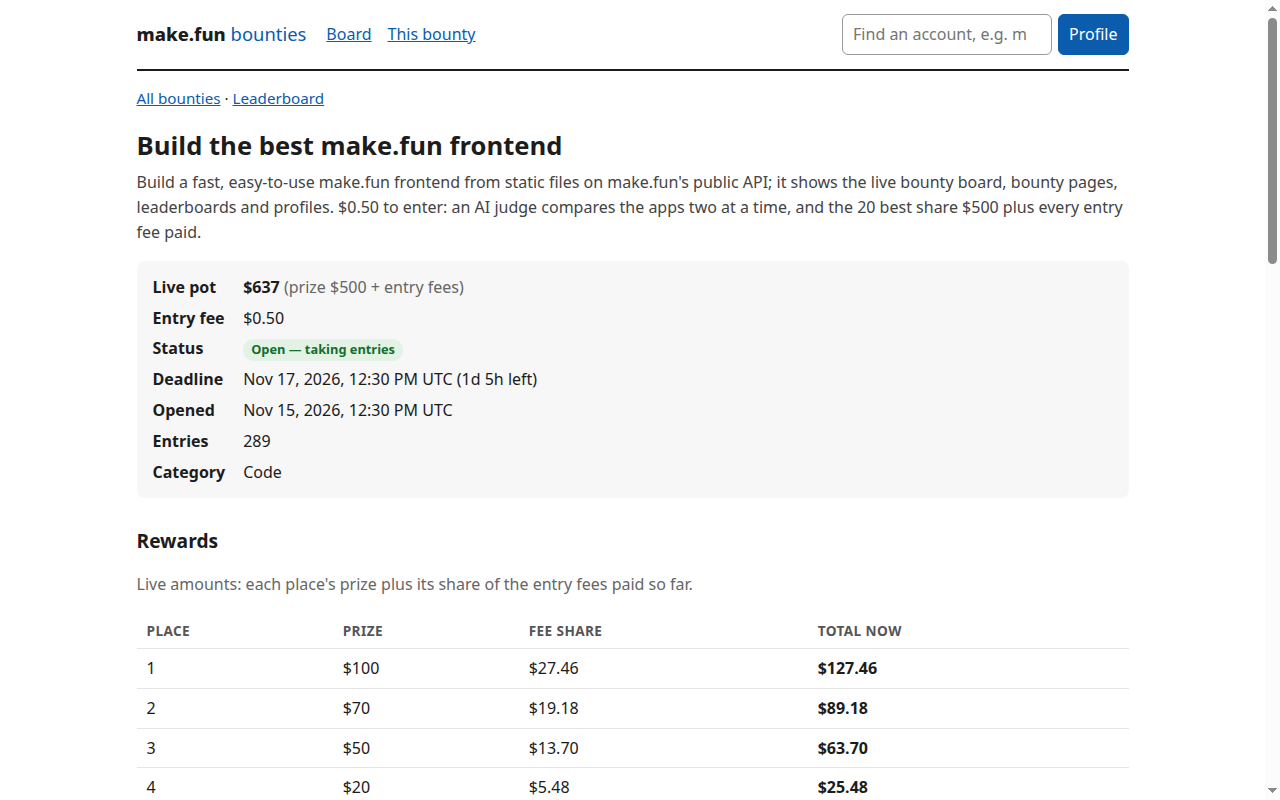 make.fun bounties Board This bounty Find an account, e.g. m Profile
All bounties · Leaderboard
Build the best make.fun frontend
Build a fast, easy-to-use make.fun frontend from static files on make.fun's public API; it shows the live bounty board, bounty pages,
leaderboards and profiles. $0.50 to enter: an AI judge compares the apps two at a time, and the 20 best share $500 plus every entry
fee paid.
Live pot $637 (prize $500 + entry fees)
Entry fee $0.50
Status Open — taking entries
Deadline Nov 17, 2026, 12:30 PM UTC (1d 5h left)
Opened Nov 15, 2026, 12:30 PM UTC
Entries 289
Category Code
Rewards
Live amounts: each place's prize plus its share of the entry fees paid so far.
PLACE PRIZE FEE SHARE TOTAL NOW
1 $100 $27.46 $127.46
2 $70 $19.18 $89.18
3 $50 $13.70 $63.70
4 $20 $5.48 $25.48